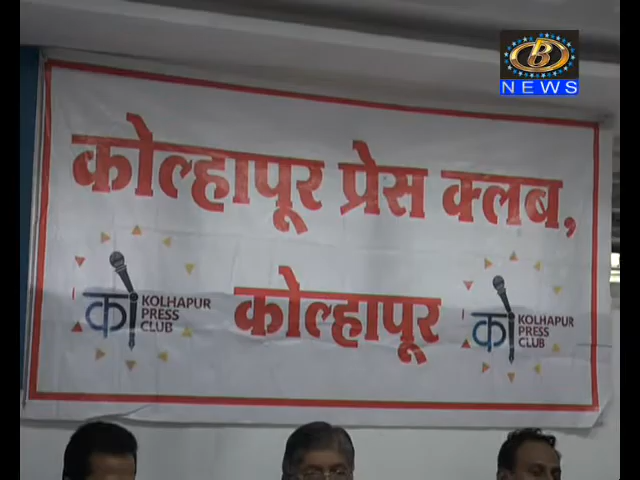 B
NEWS
कोल्हापूर प्रेस क्लब,
कोल्हापूर
को KOLHAPUR
PRESS
CLUB
को KOLHAPUR
PRESS
CLUB